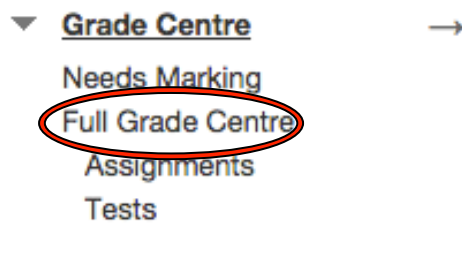 Grade Centre
Needs Marking
Full Grade Centre
Assignments
Tests